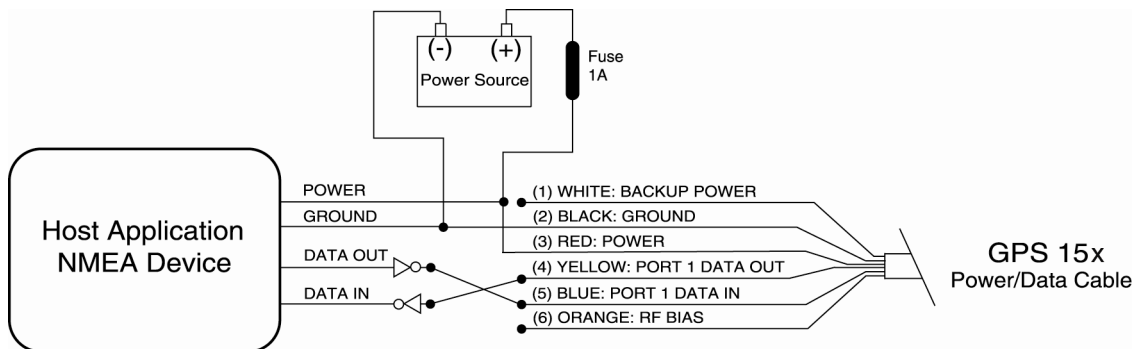 (-) (+)
Power Source
Fuse
1A
Host Application
NMEA Device
POWER
GROUND
DATA OUT
DATA IN
(1) WHITE: BACKUP POWER
(2) BLACK: GROUND
(3) RED: POWER
(4) YELLOW: PORT 1 DATA OUT
(5) BLUE: PORT 1 DATA IN
(6) ORANGE: RF BIAS
GPS 15x
Power/Data Cable